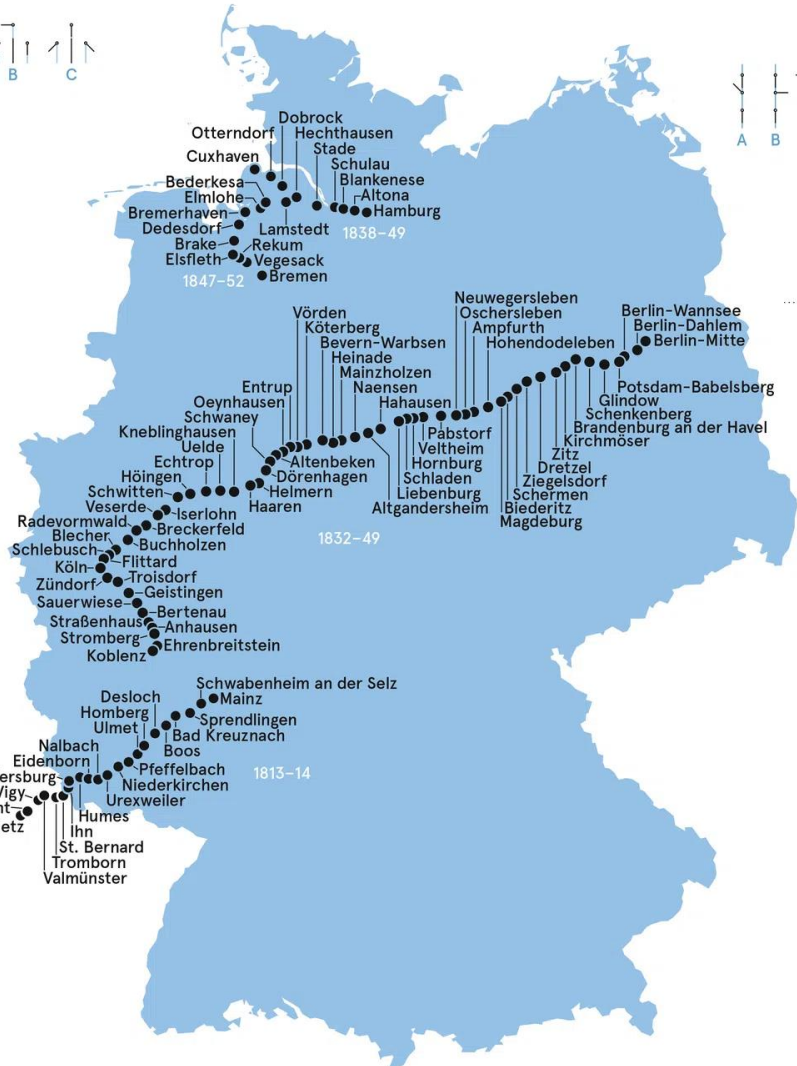 B
C
A
B
Dobrock
Otterndorf
Hechthausen
Stade
Cuxhaven
Schulau
Blankenese
Bederkesa
Altona
Elmlohe
Bremerhaven
Hamburg
Dedesdorf
Lamstedt
1838–49
Brake
Rekum
Elsfleth
Vegesack
Bremen
1847–52
Neuwegersleben
Vörden
Oschersleben
Berlin-Wannsee
Köterberg
Ampfurth
Berlin-Dahlem
Bevern-Warbsen
Hohendodeleben
Berlin-Mitte
Heinade
Mainzholzen
Entrup
Naensen
Potsdam-Babelsberg
Oeynhausen
Hahausen
Glindow
Schwaney
Schenkenberg
Kneblinghausen
Pabstorf
Brandenburg an der Havel
Uelde
Veltheim
Kirchmöser
Echtrop
Altenbeken
Hornburg
Zitz
Höingen
Dörenhagen
Schladen
Dretzel
Schwitten
Helmern
Liebenburg
Ziegelsdorf
Veserde
Haaren
Altgandersheim
Schermen
Iserlohn
Biederitz
Radevormwald
Breckerfeld
Magdeburg
Blecher
Buchholzen
1832–49
Schlebusch
Flittard
Köln
Troisdorf
Zündorf
Geistingen
Sauerwiese
Bertenau
Straßenhaus
Anhausen
Stromberg
Ehrenbreitstein
Koblenz
Schwabenheim an der Selz
Desloch
Mainz
Homberg
Sprendlingen
Ulmet
Bad Kreuznach
Nalbach
Boos
Eidenborn
Pfeffelbach
1813–14
ersburg
Niederkirchen
Vigy
Urexweiler
nt
Humes
etz
Ihn
St. Bernard
Tromborn
Valmünster